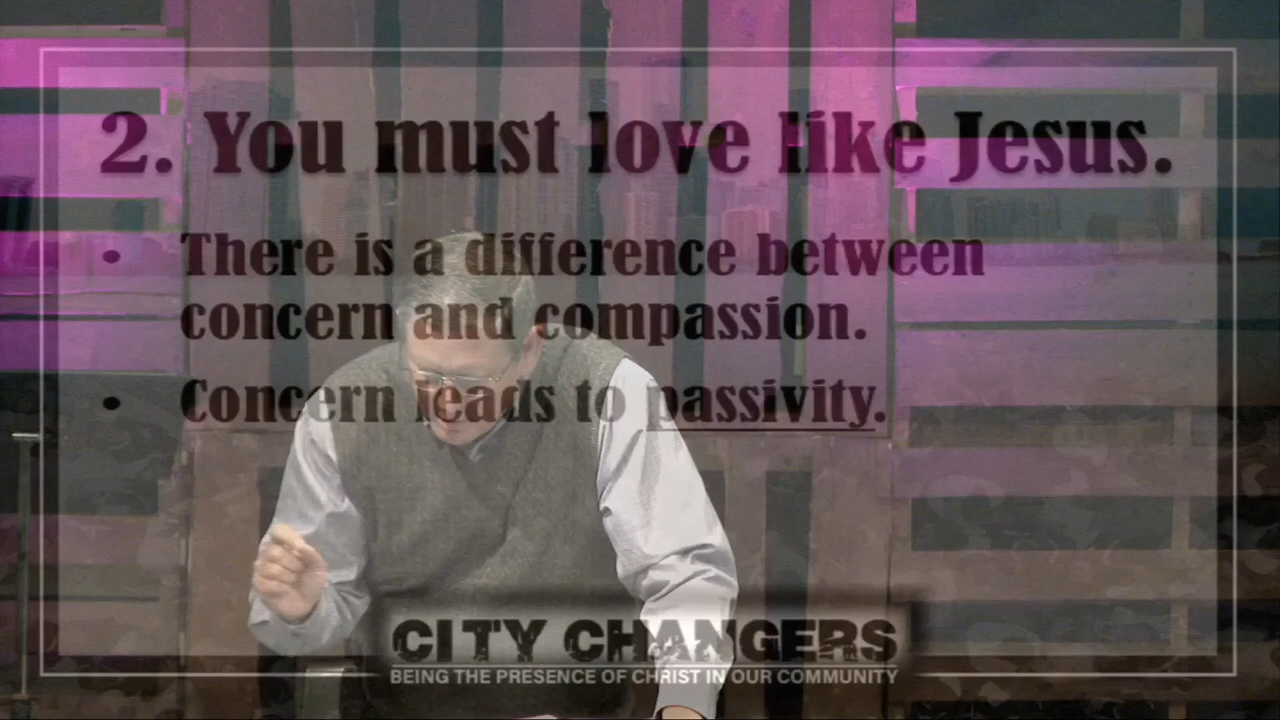 2. You must love like Jesus.
• There is a difference between
concern and compassion.
• Concern leads to passivity.
CITY CHANGERS
BEING THE PRESENCE OF CHRIST IN OUR COMMUNITY